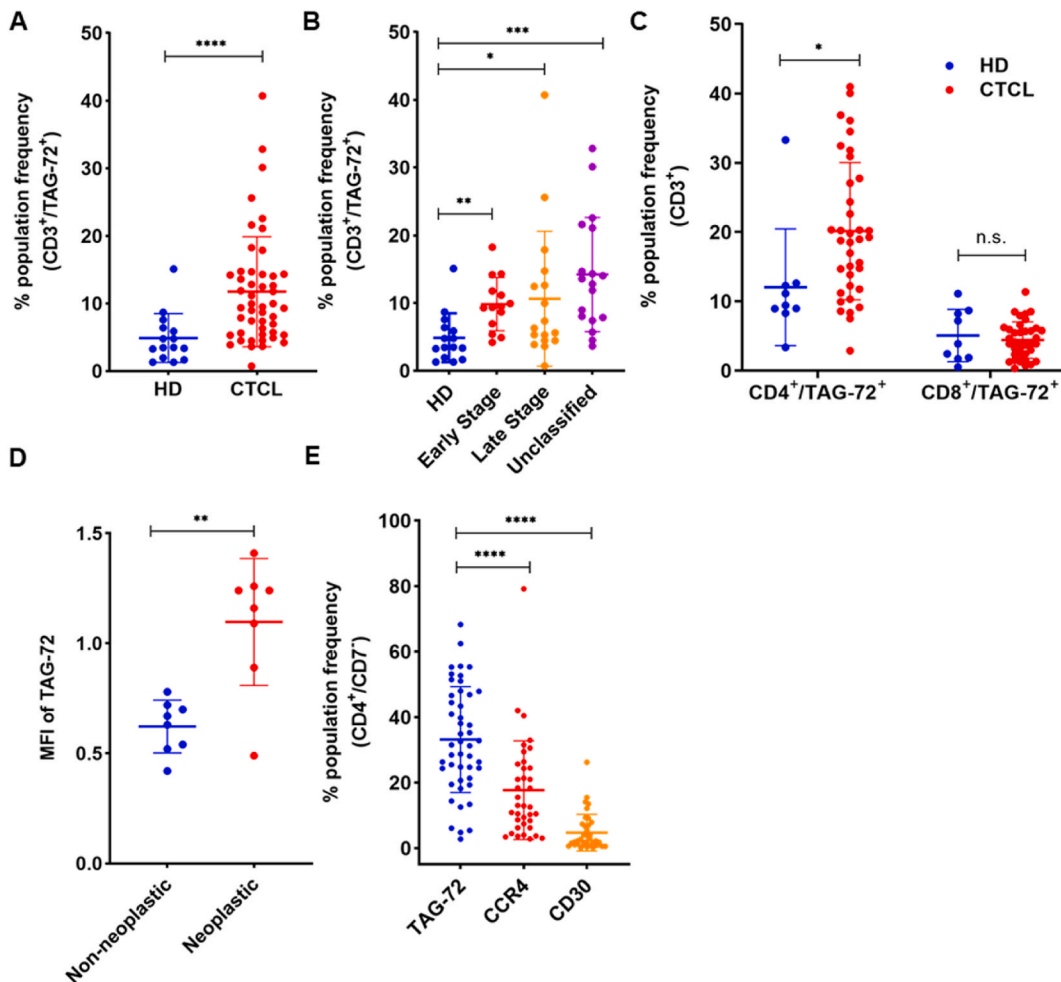 A
% population frequency
(CD3⁺/TAG-72⁺)
50
40
30
20
10
0
****
HD
CTCL
B
% population frequency
(CD3⁺/TAG-72⁺)
50
40
30
20
10
0
***
*
**
HD
Early Stage
Late Stage
Unclassified
C
% population frequency
(CD3⁺)
50
40
30
20
10
0
*
n.s.
HD
CTCL
CD4⁺/TAG-72⁺
CD8⁺/TAG-72⁺
D
MFI of TAG-72
1.5
1.0
0.5
0.0
**
Non-neoplastic
Neoplastic
E
% population frequency
(CD4⁺/CD7⁻)
100
80
60
40
20
0
****
****
TAG-72
CCR4
CD30